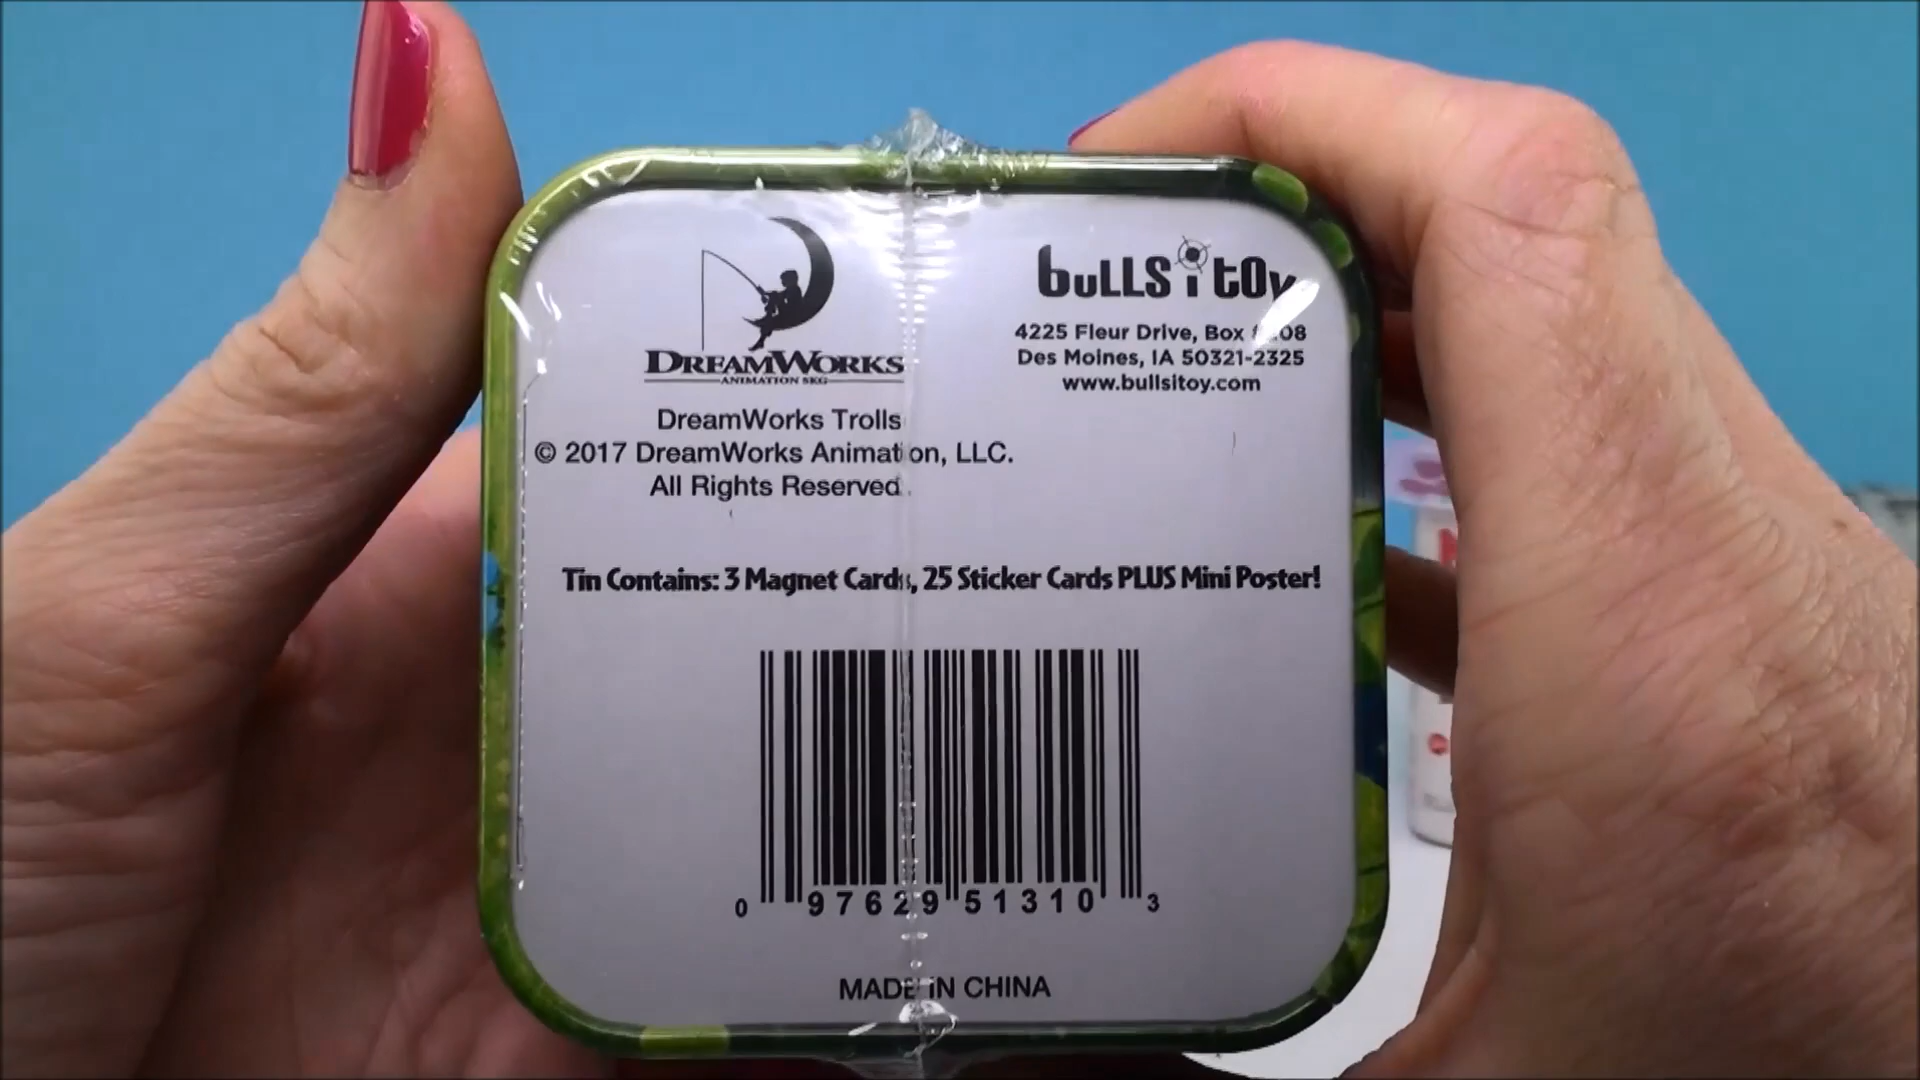 DREAMWORKS
ANIMATION SKG
DreamWorks Trolls
© 2017 DreamWorks Animation, LLC.
All Rights Reserved.
buLLS i tOy
4225 Fleur Drive, Box
Des Moines, IA 50321-2325
www.bullsitoy.com
Tin Contains: 3 Magnet Cards, 25 Sticker Cards PLUS Mini Poster!
0 97629 51310 3
MADE IN CHINA